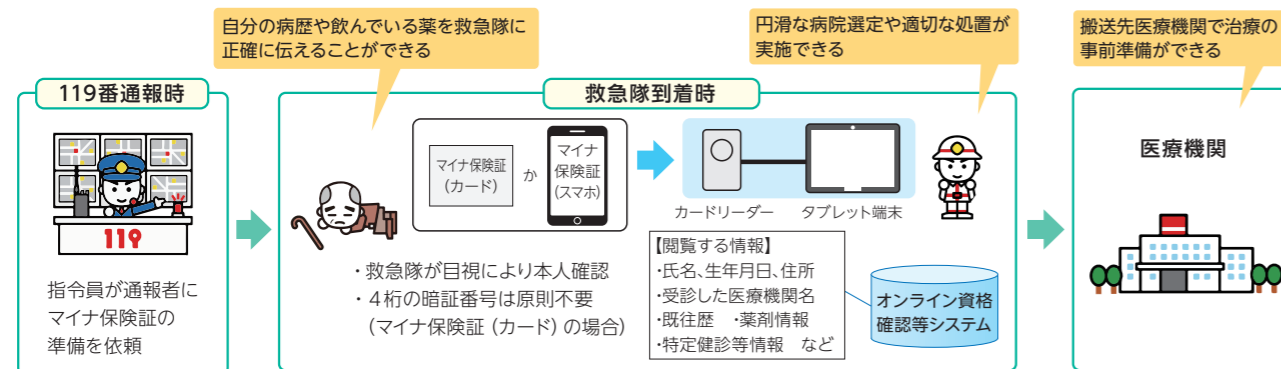 自分の病歴や飲んでいる薬を救急隊に
正確に伝えることができる
円滑な病院選定や適切な処置が
実施できる
搬送先医療機関で治療の
事前準備ができる
119番通報時
119
指令員が通報者に
マイナ保険証の
準備を依頼
救急隊到着時
マイナ保険証
(カード)
か
マイナ
保険証
(スマホ)
カードリーダー
タブレット端末
・救急隊が目視により本人確認
・４桁の暗証番号は原則不要
(マイナ保険証（カード）の場合)
【閲覧する情報】
・氏名、生年月日、住所
・受診した医療機関名
・既往歴　・薬剤情報
・特定健診等情報　など
オンライン資格
確認等システム
医療機関